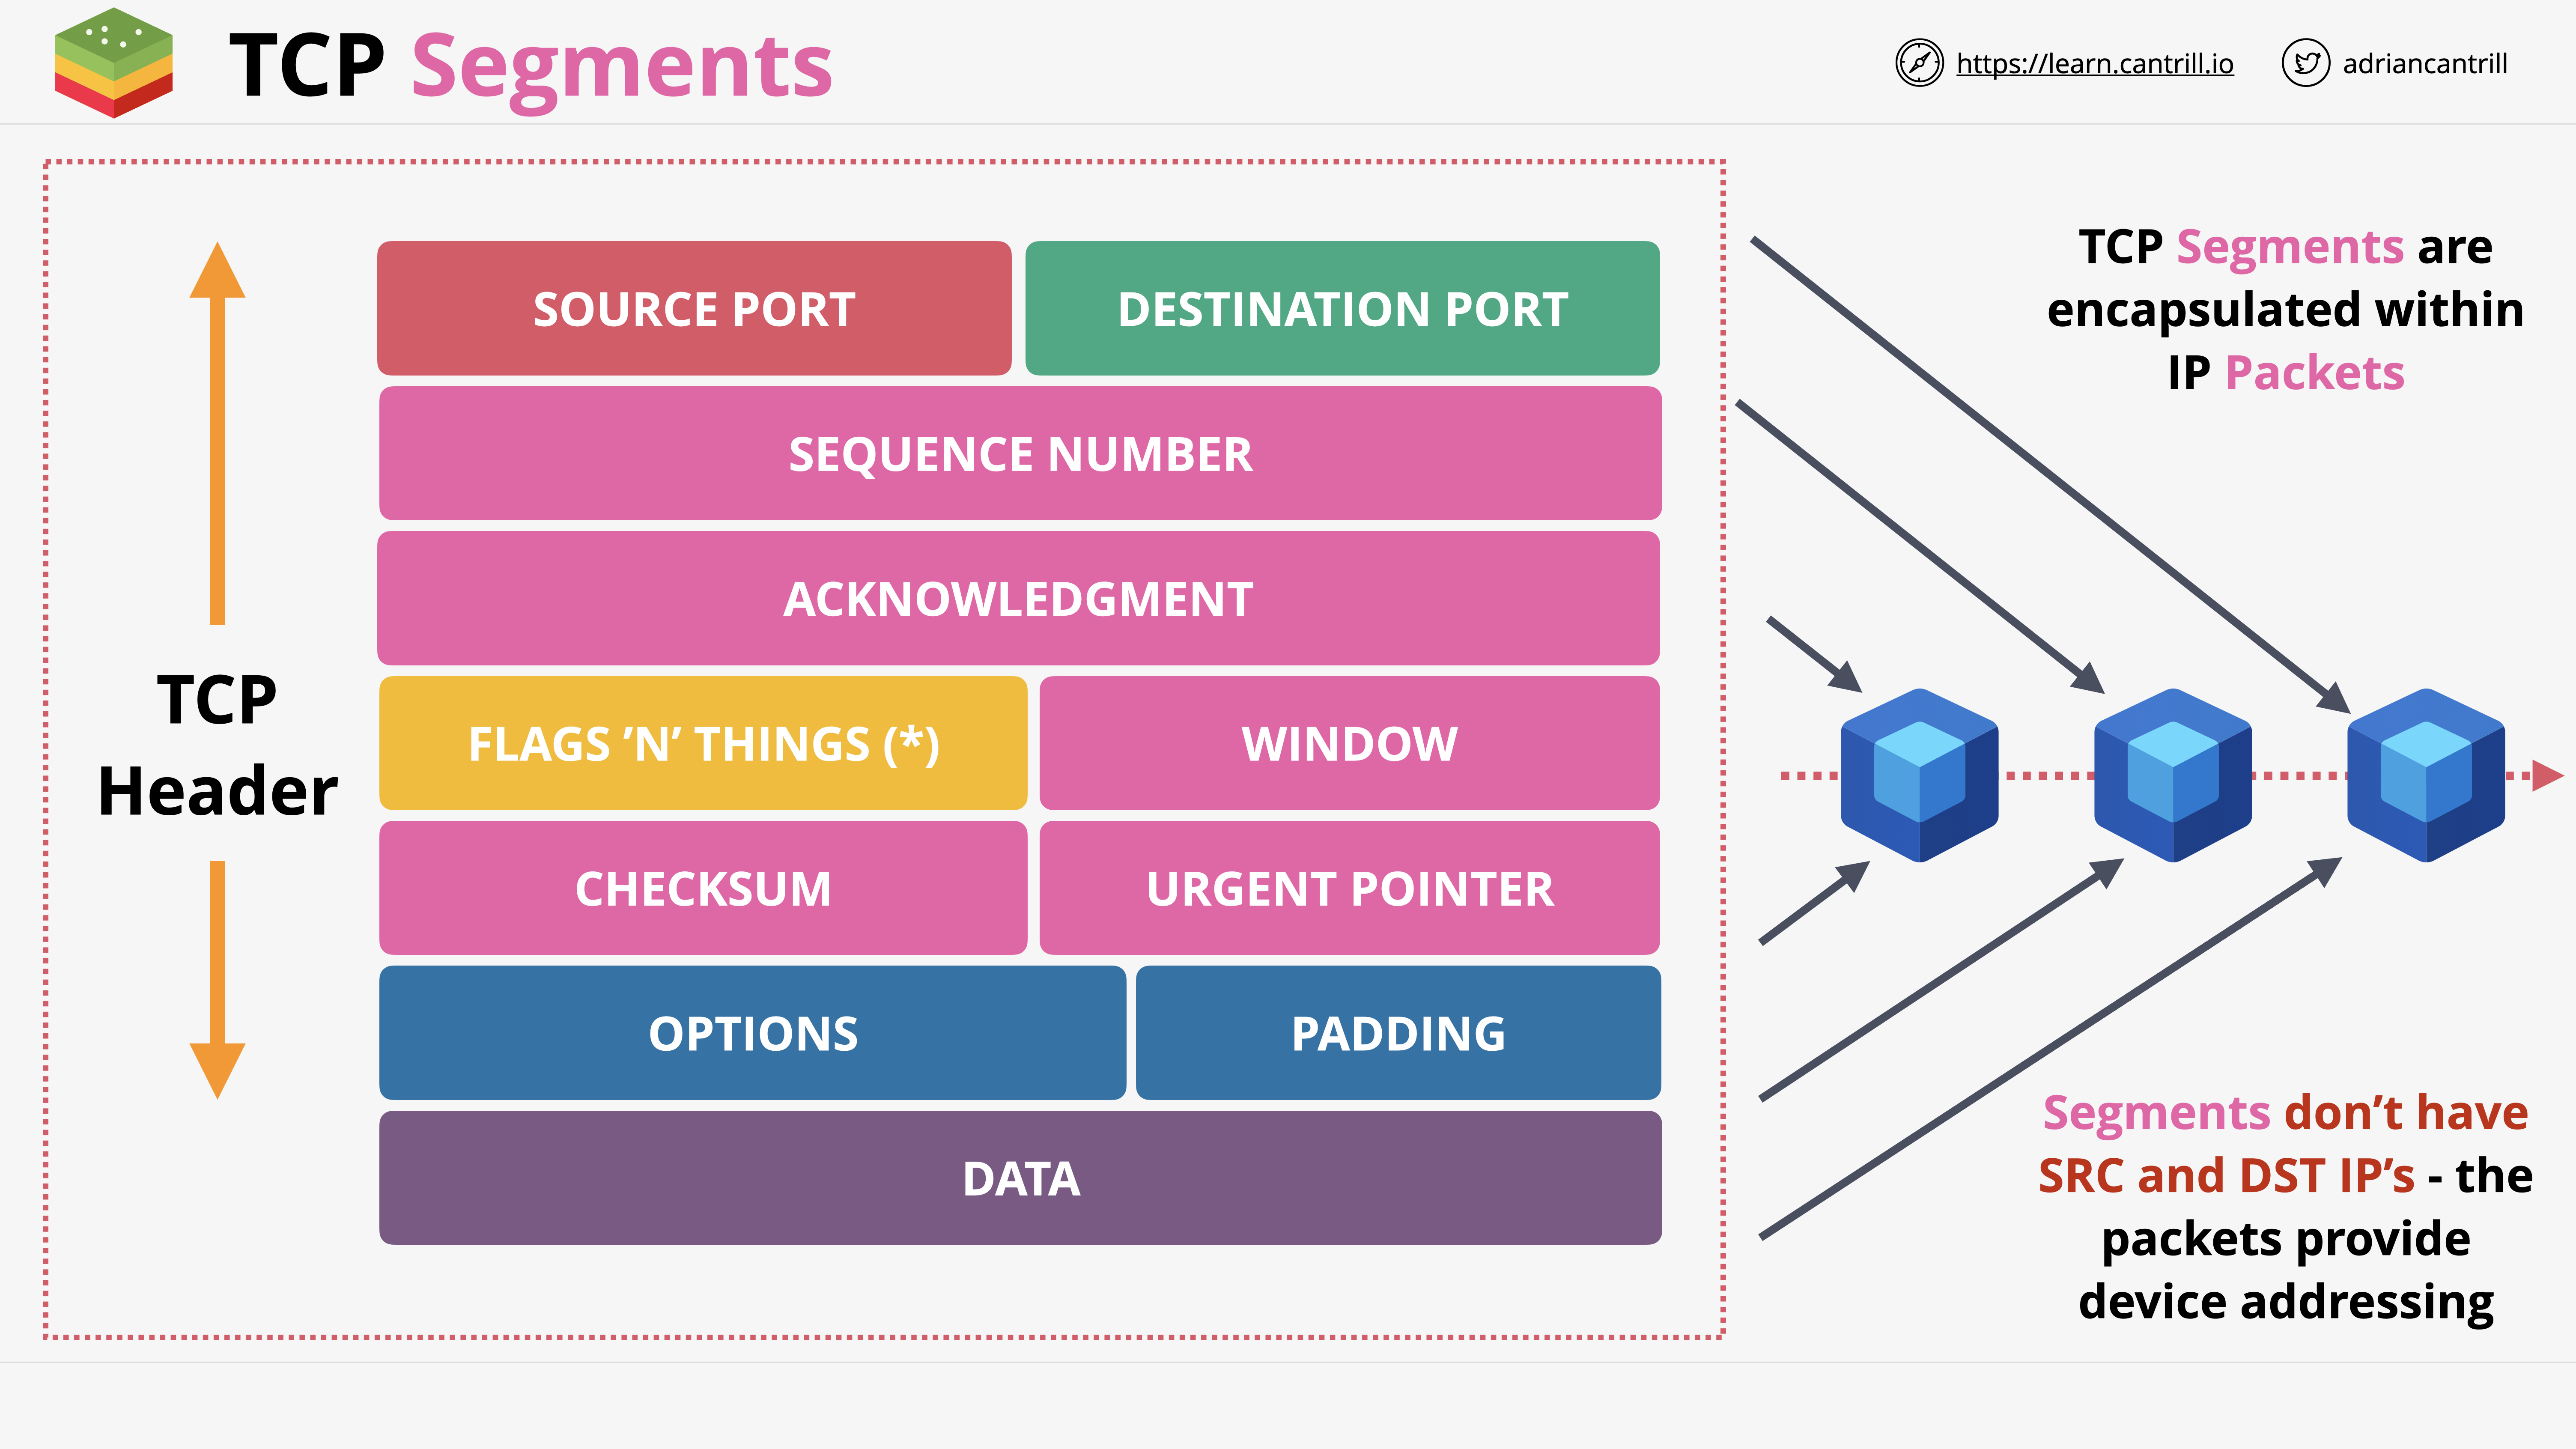 TCP Segments
https://learn.cantrill.io
adriancantrill
SOURCE PORT
DESTINATION PORT
SEQUENCE NUMBER
ACKNOWLEDGMENT
FLAGS ’N’ THINGS (*)
WINDOW
CHECKSUM
URGENT POINTER
OPTIONS
PADDING
DATA
TCP
Header
TCP Segments are
encapsulated within
IP Packets
Segments don’t have
SRC and DST IP’s - the
packets provide
device addressing